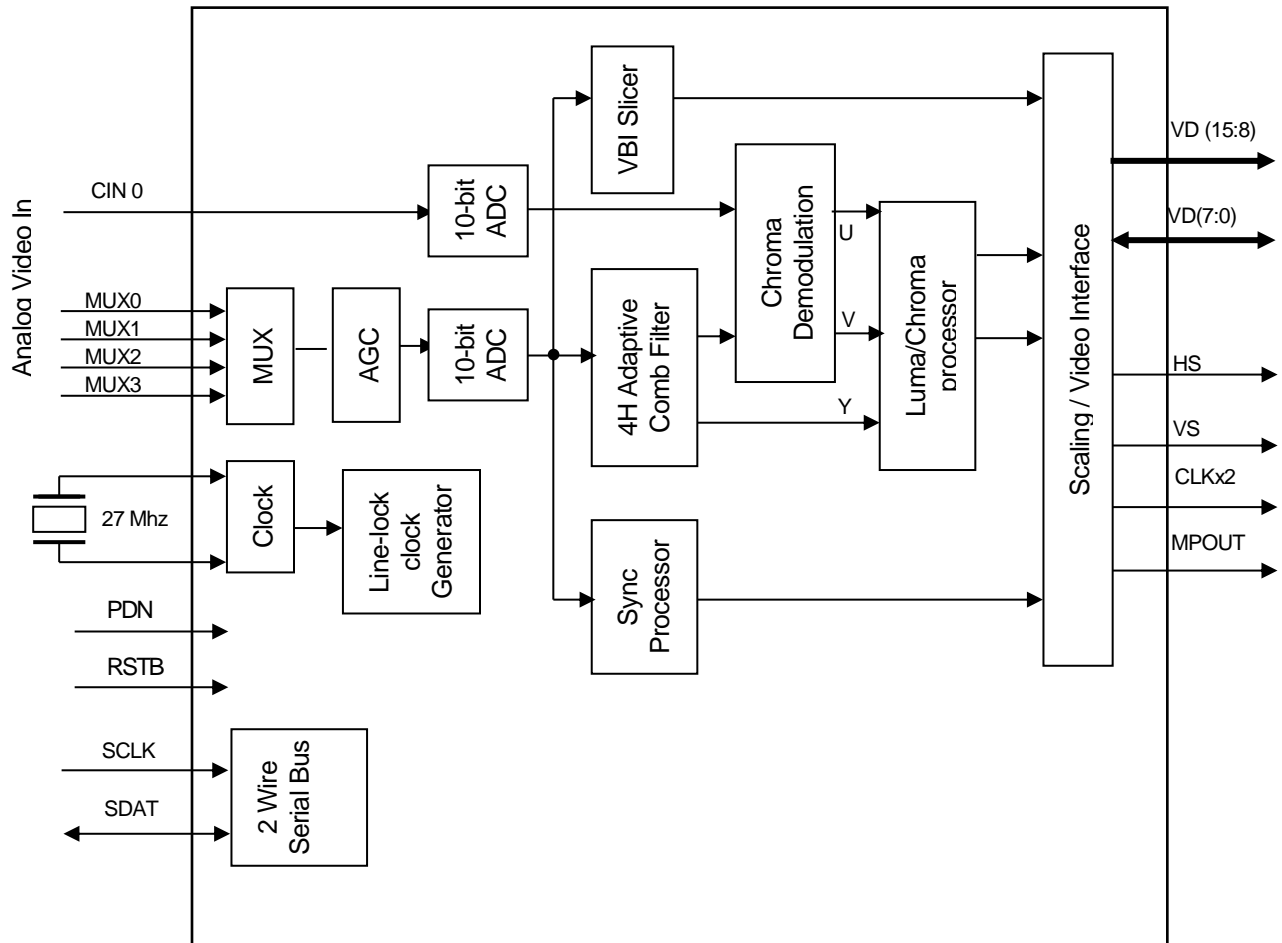 Analog Video In
CIN 0
MUX0
MUX1
MUX2
MUX3
27 Mhz
PDN
RSTB
SCLK
SDAT
MUX
AGC
10-bit
ADC
10-bit
ADC
Clock
Line-lock
clock
Generator
2 Wire
Serial Bus
VBI Slicer
4H Adaptive
Comb Filter
Sync
Processor
Chroma
Demodulation
U
V
Y
Luma/Chroma
processor
Scaling / Video Interface
VD (15:8)
VD(7:0)
HS
VS
CLKx2
MPOUT